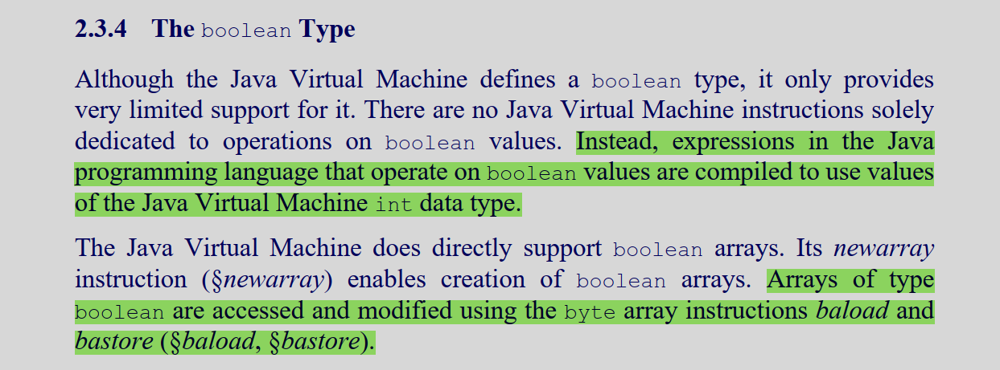 2.3.4 The boolean Type
Although the Java Virtual Machine defines a boolean type, it only provides
very limited support for it. There are no Java Virtual Machine instructions solely
dedicated to operations on boolean values. Instead, expressions in the Java
programming language that operate on boolean values are compiled to use values
of the Java Virtual Machine int data type.
The Java Virtual Machine does directly support boolean arrays. Its newarray
instruction (§newarray) enables creation of boolean arrays. Arrays of type
boolean are accessed and modified using the byte array instructions baload and
bastore (§baload, §bastore).